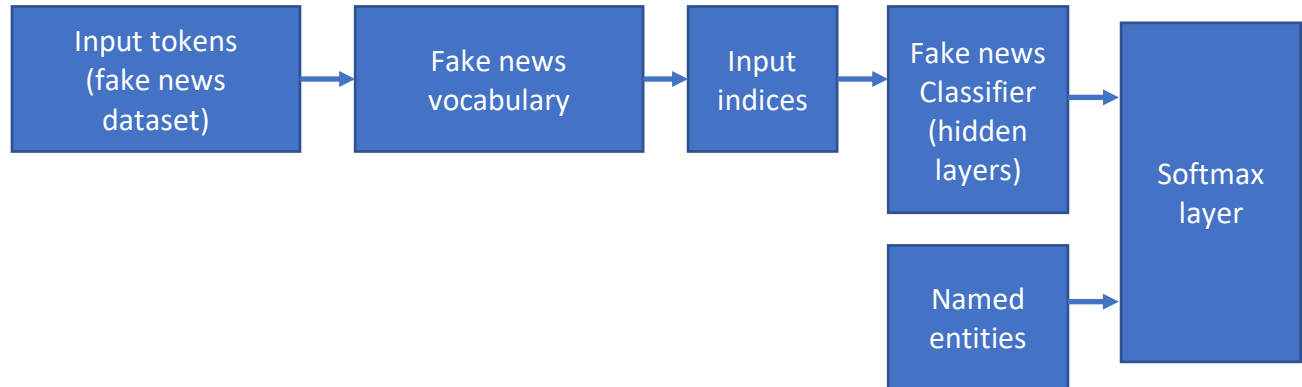 Input tokens
(fake news
dataset)
Fake news
vocabulary
Input
indices
Fake news
Classifier
(hidden
layers)
Softmax
layer
Named
entities